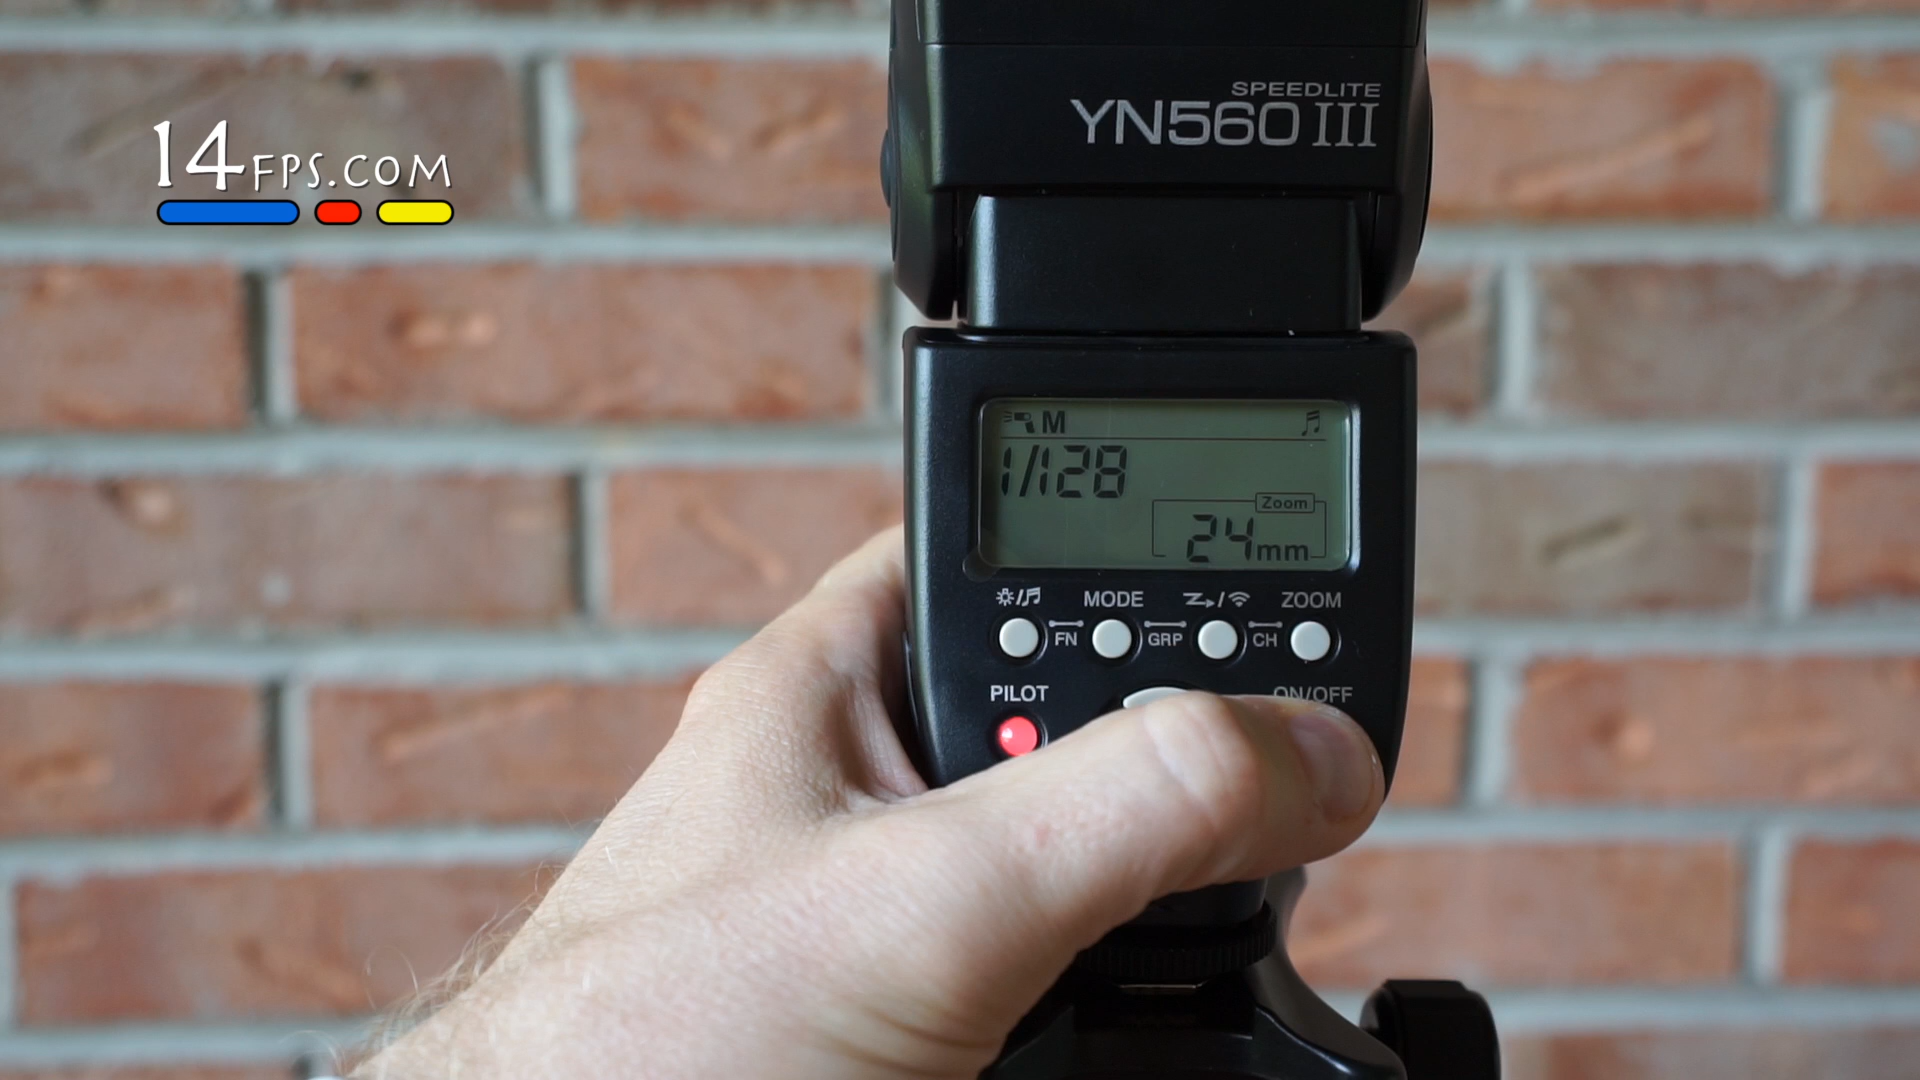 14FPS.COM
SPEEDLITE
YN560 III
M
1/128
Zoom
24mm
MODE
ZOOM
FN
GRP
CH
PILOT
ON/OFF